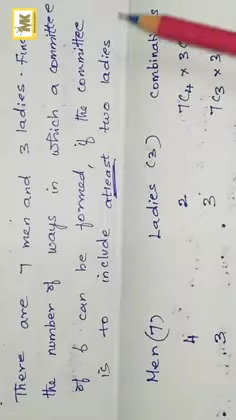 There are 7 men and 3 ladies. Find
the number of ways in which a committee
of 6 can be formed, if the committee
is to include atleast two ladies
Men (7) Ladies (3) Combinations
4 2 7C4 × 3C
3 3 7C3 × 3